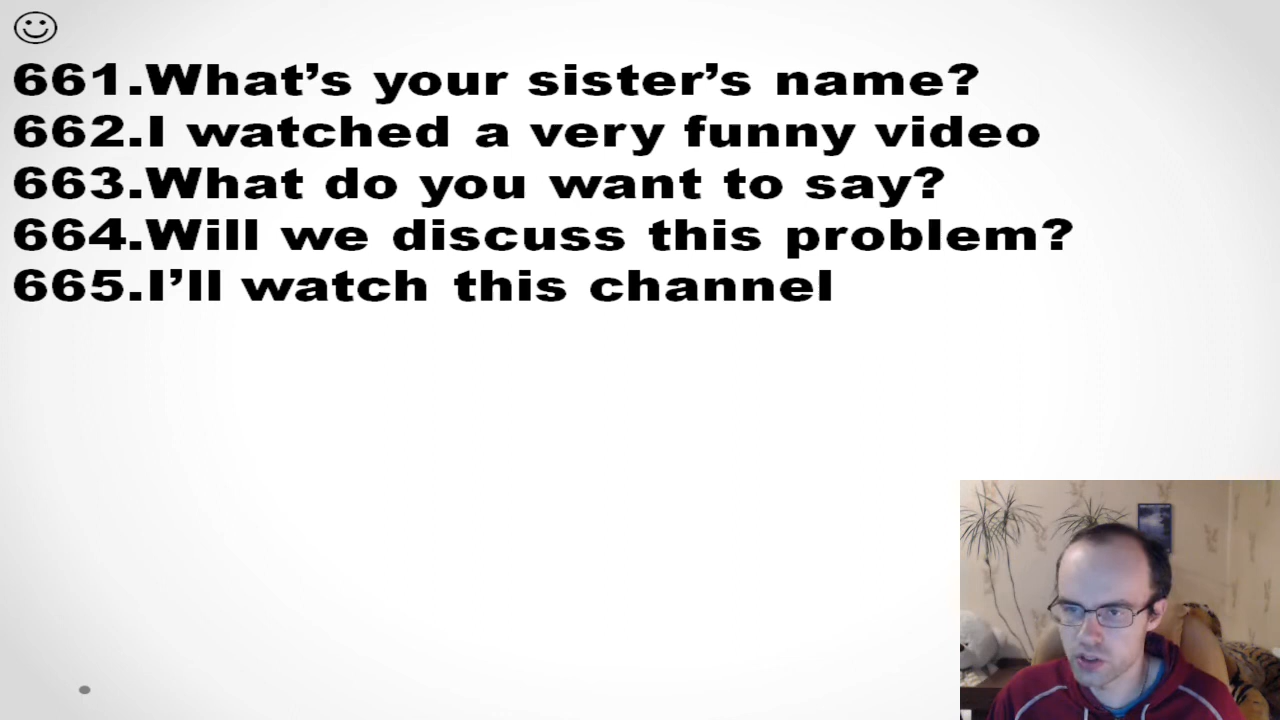 661.What’s your sister’s name?
662.I watched a very funny video
663.What do you want to say?
664.Will we discuss this problem?
665.I’ll watch this channel